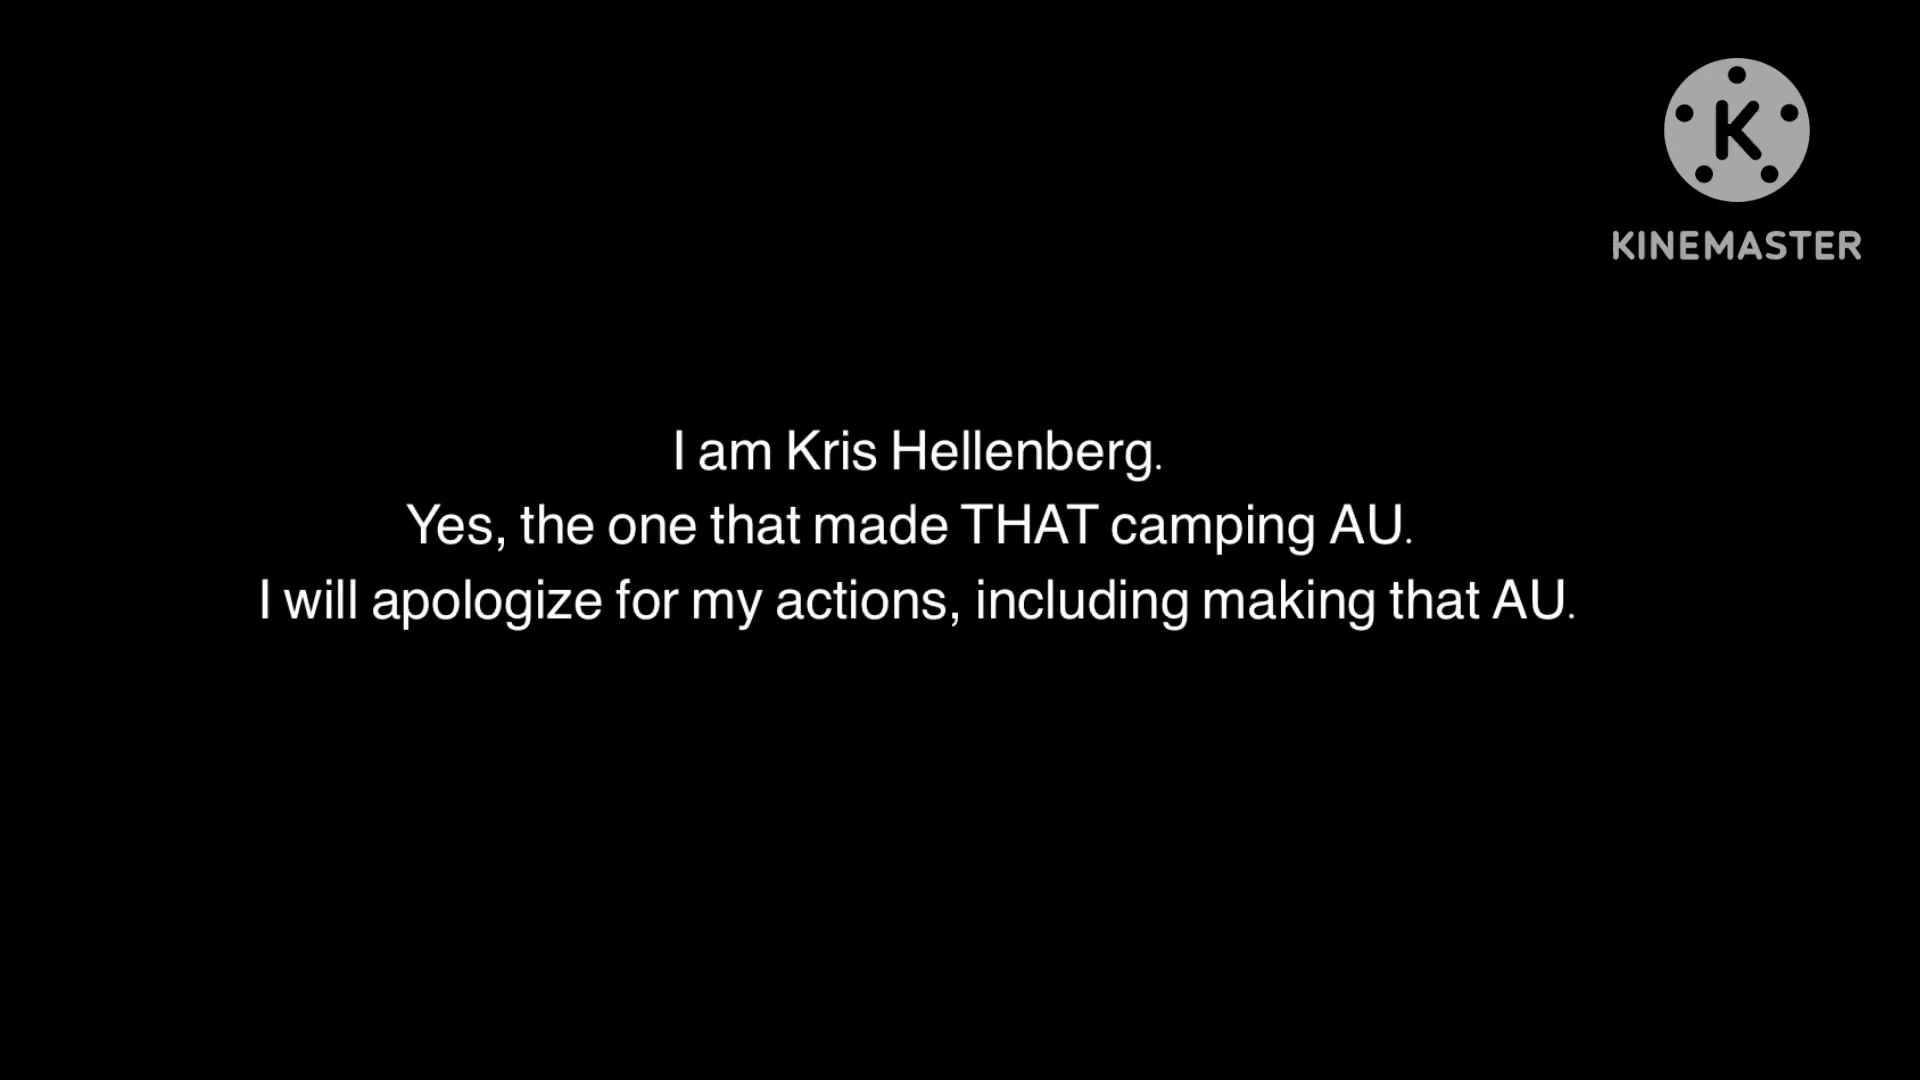 K
KINEMASTER
I am Kris Hellenberg.
Yes, the one that made THAT camping AU.
I will apologize for my actions, including making that AU.